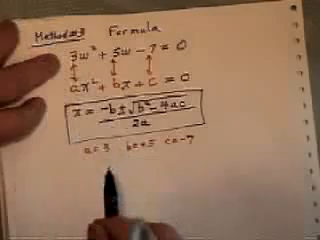 Method #3 Formula
3w² + 5w - 7 = 0
ax² + bx + c = 0
x = -b ± √b² - 4ac / 2a
a = 3 b = +5 c = -7